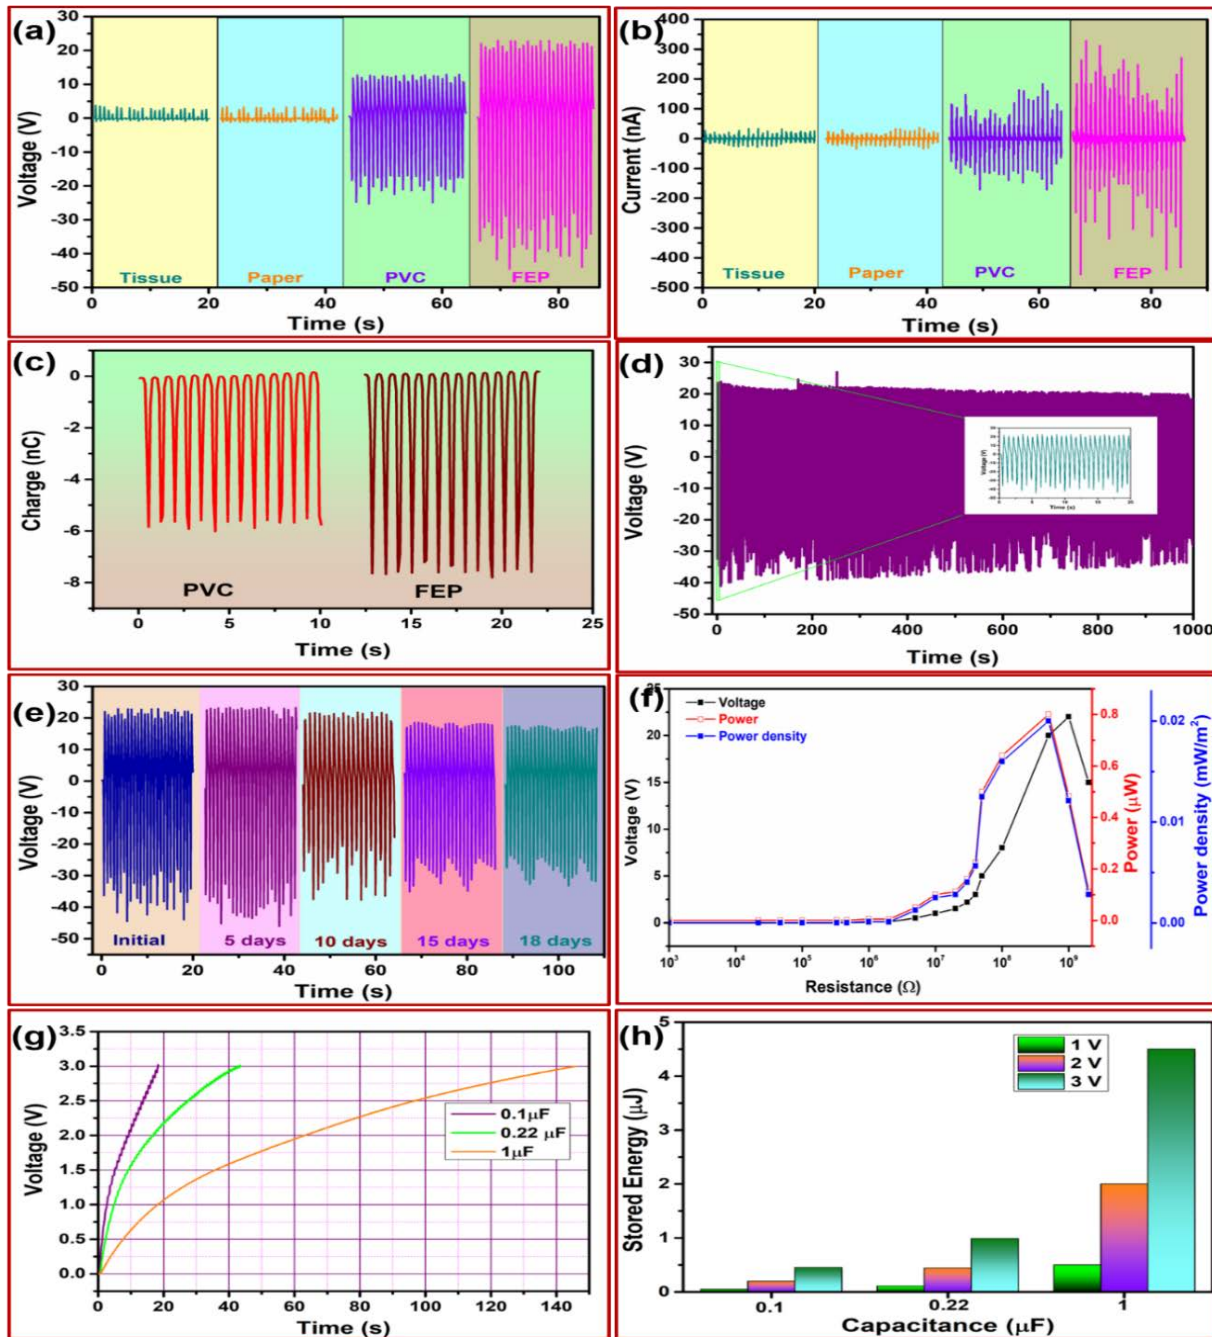 (a)
30
20
10
0
-10
-20
-30
-40
-50
Voltage (V)
Tissue
Paper
PVC
FEP
0
20
40
60
80
Time (s)
(b)
400
300
200
100
0
-100
-200
-300
-400
-500
Current (nA)
Tissue
Paper
PVC
FEP
0
20
40
60
80
Time (s)
(c)
0
-2
-4
-6
-8
Charge (nC)
PVC
FEP
0
5
10
15
20
25
Time (s)
(d)
30
20
10
0
-10
-20
-30
-40
-50
Voltage (V)
Voltage (V)
Time (s)
0
200
400
600
800
1000
Time (s)
(e)
30
20
10
0
-10
-20
-30
-40
-50
Voltage (V)
Initial
5 days
10 days
15 days
18 days
0
20
40
60
80
100
Time (s)
(f)
25
20
15
10
5
0
Voltage (V)
Voltage
Power
Power density
0.8
0.6
0.4
0.2
0.0
Power (μW)
0.02
0.01
0.00
Power density (mW/m²)
10³
10⁴
10⁵
10⁶
10⁷
10⁸
10⁹
Resistance (Ω)
(g)
3.5
3.0
2.5
2.0
1.5
1.0
0.5
0.0
Voltage (V)
0.1μF
0.22 μF
1μF
0
20
40
60
80
100
120
140
Time (s)
(h)
5
4
3
2
1
0
Stored Energy (μJ)
1 V
2 V
3 V
0.1
0.22
1
Capacitance (μF)